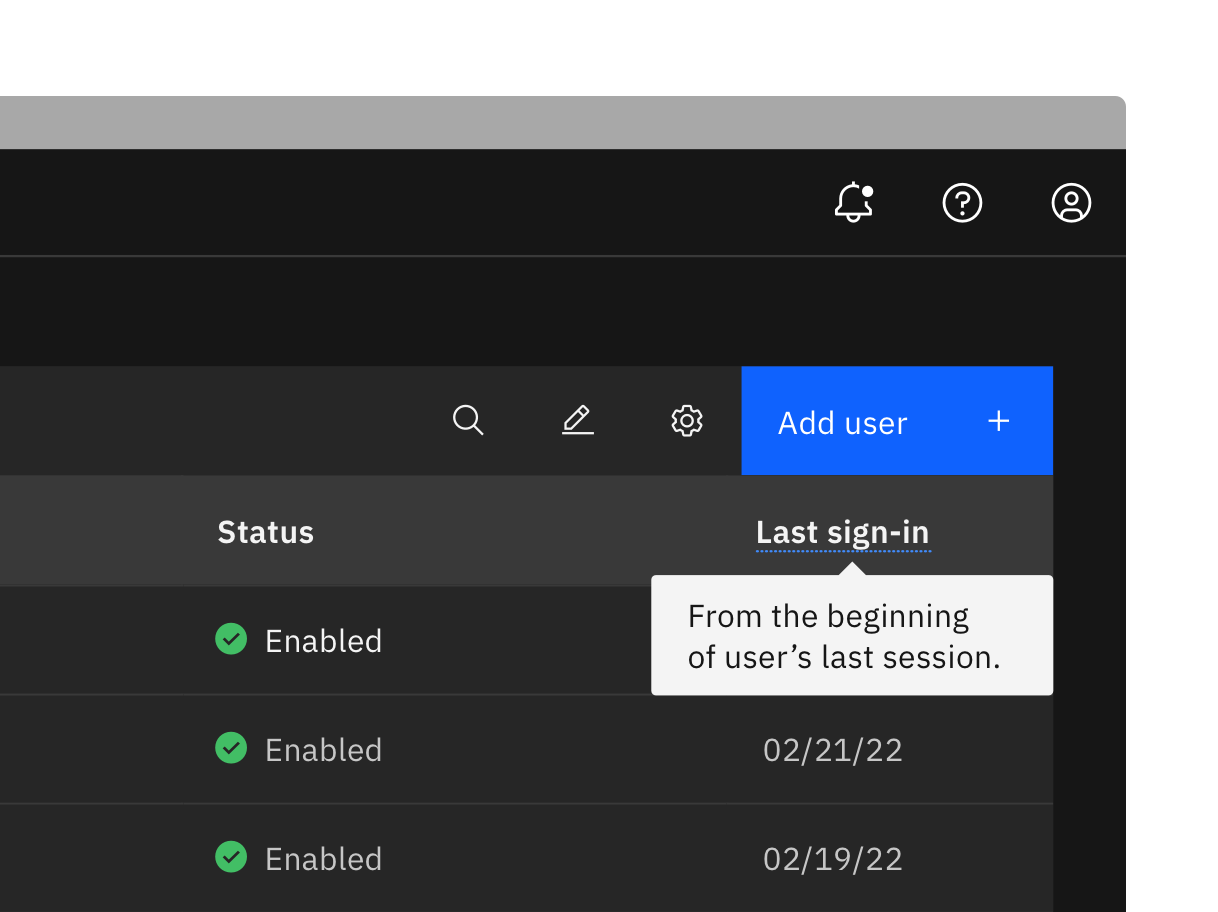 Add user +
Status Last sign-in
From the beginning
of user’s last session.
Enabled
Enabled 02/21/22
Enabled 02/19/22